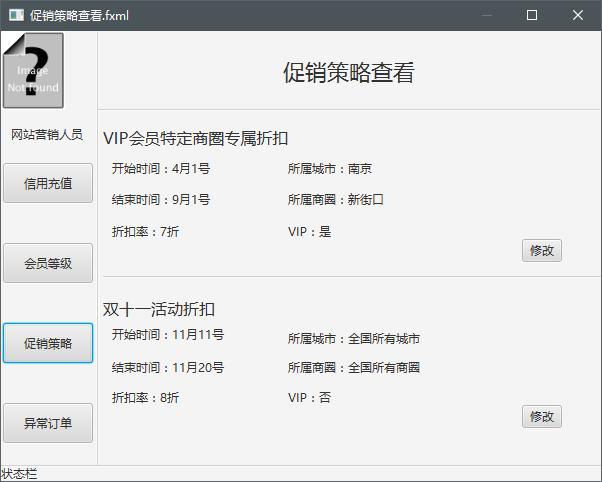 促销策略查看.fxml
Image
Not found
网站营销人员
信用充值
会员等级
促销策略
异常订单
促销策略查看
VIP会员特定商圈专属折扣
开始时间：4月1号
所属城市：南京
结束时间：9月1号
所属商圈：新街口
折扣率：7折
VIP：是
修改
双十一活动折扣
开始时间：11月11号
所属城市：全国所有城市
结束时间：11月20号
所属商圈：全国所有商圈
折扣率：8折
VIP：否
修改
状态栏